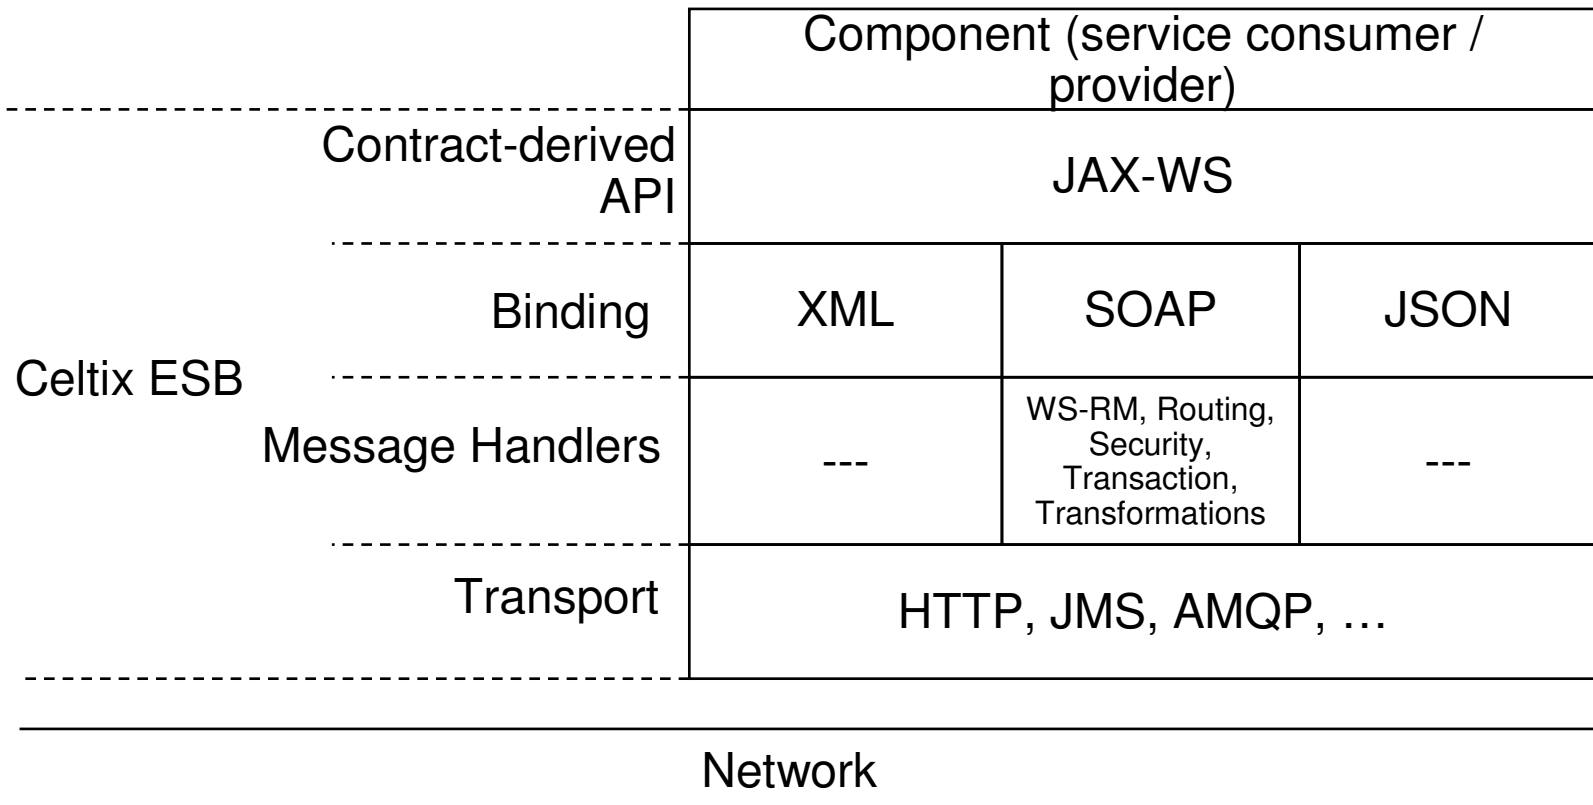 Component (service consumer /
provider)
Contract-derived
API
JAX-WS
Binding
XML
SOAP
JSON
Celtix ESB
Message Handlers
---
WS-RM, Routing,
Security,
Transaction,
Transformations
---
Transport
HTTP, JMS, AMQP, …
Network